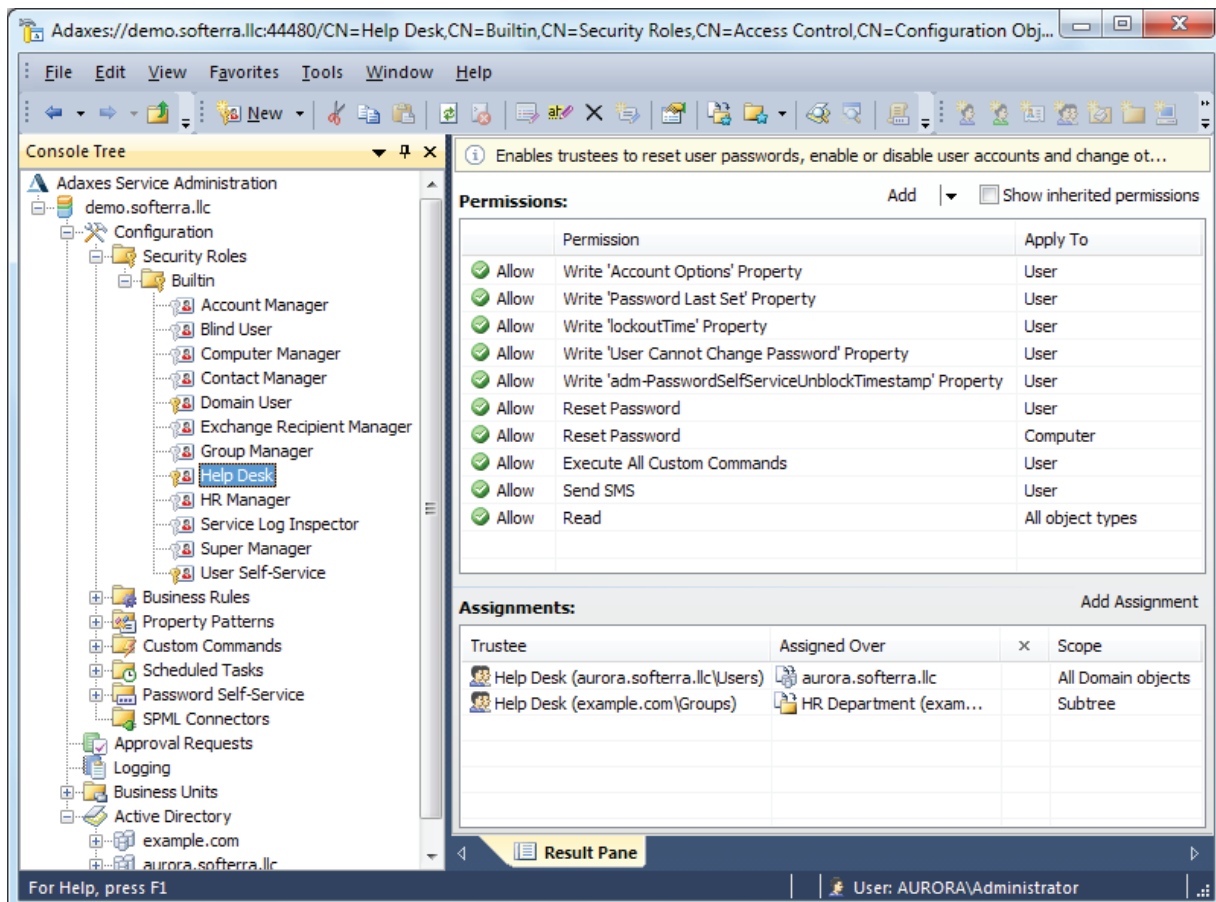 Adaxes://demo.softerra.llc:44480/CN=Help Desk,CN=Builtin,CN=Security Roles,CN=Access Control,CN=Configuration Obj...
File Edit View Favorites Tools Window Help
New
Console Tree
Adaxes Service Administration
demo.softerra.llc
Configuration
Security Roles
Builtin
Account Manager
Blind User
Computer Manager
Contact Manager
Domain User
Exchange Recipient Manager
Group Manager
Help Desk
HR Manager
Service Log Inspector
Super Manager
User Self-Service
Business Rules
Property Patterns
Custom Commands
Scheduled Tasks
Password Self-Service
SPML Connectors
Approval Requests
Logging
Business Units
Active Directory
example.com
aurora.softerra.llc
Enables trustees to reset user passwords, enable or disable user accounts and change ot...
Permissions: Add Show inherited permissions
Permission Apply To
Allow Write 'Account Options' Property User
Allow Write 'Password Last Set' Property User
Allow Write 'lockoutTime' Property User
Allow Write 'User Cannot Change Password' Property User
Allow Write 'adm-PasswordSelfServiceUnblockTimestamp' Property User
Allow Reset Password User
Allow Reset Password Computer
Allow Execute All Custom Commands User
Allow Send SMS User
Allow Read All object types
Assignments: Add Assignment
Trustee Assigned Over Scope
Help Desk (aurora.softerra.llc\Users) aurora.softerra.llc All Domain objects
Help Desk (example.com\Groups) HR Department (exam... Subtree
Result Pane
For Help, press F1 User: AURORA\Administrator